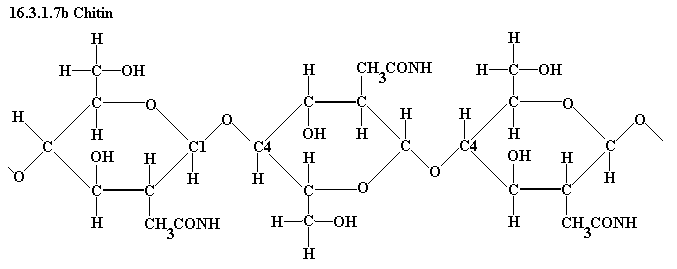 16.3.1.7b Chitin
H H
H C OH H CH3CONH H C OH
H C O C C H C O
H O H
C H OH H C C4 H O
OH H C1 C4 C
O C C H H H C O OH H H
C C
H CH3CONH H C OH H CH3CONH
H